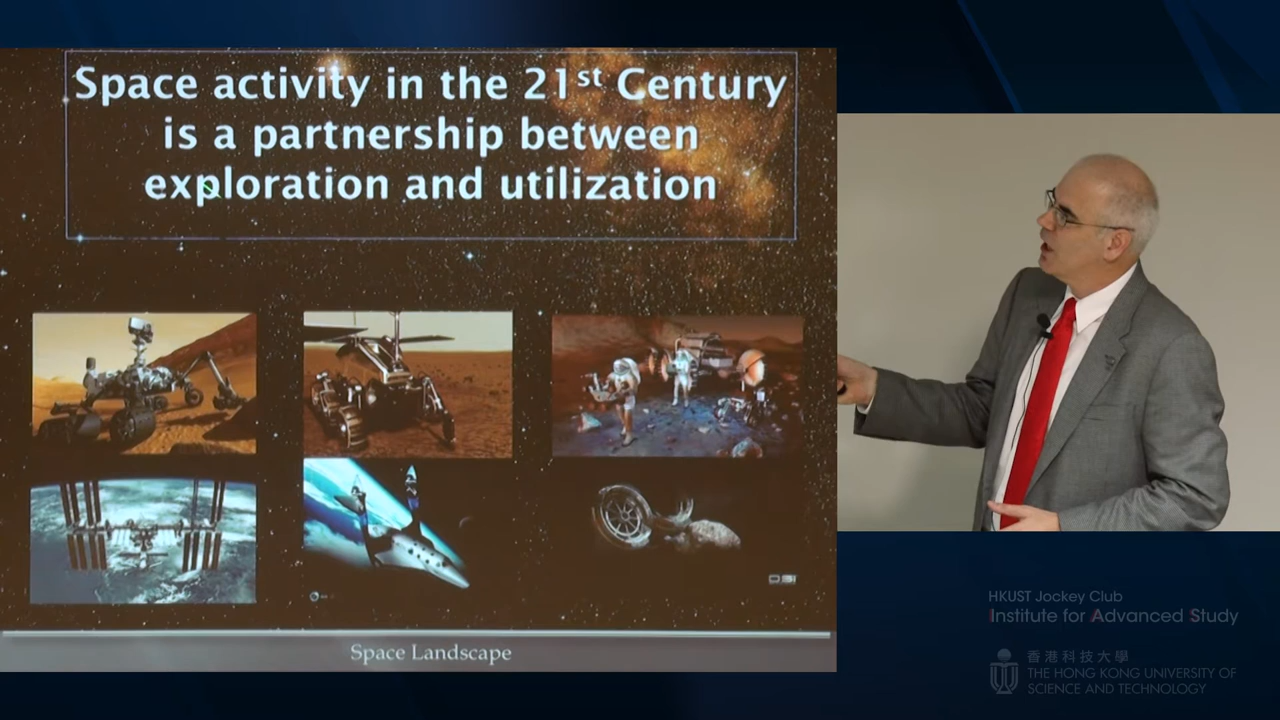 Space activity in the 21st Century
is a partnership between
exploration and utilization
DSI
Space Landscape
HKUST Jockey Club
Institute for Advanced Study
香港科技大學
THE HONG KONG UNIVERSITY OF
SCIENCE AND TECHNOLOGY